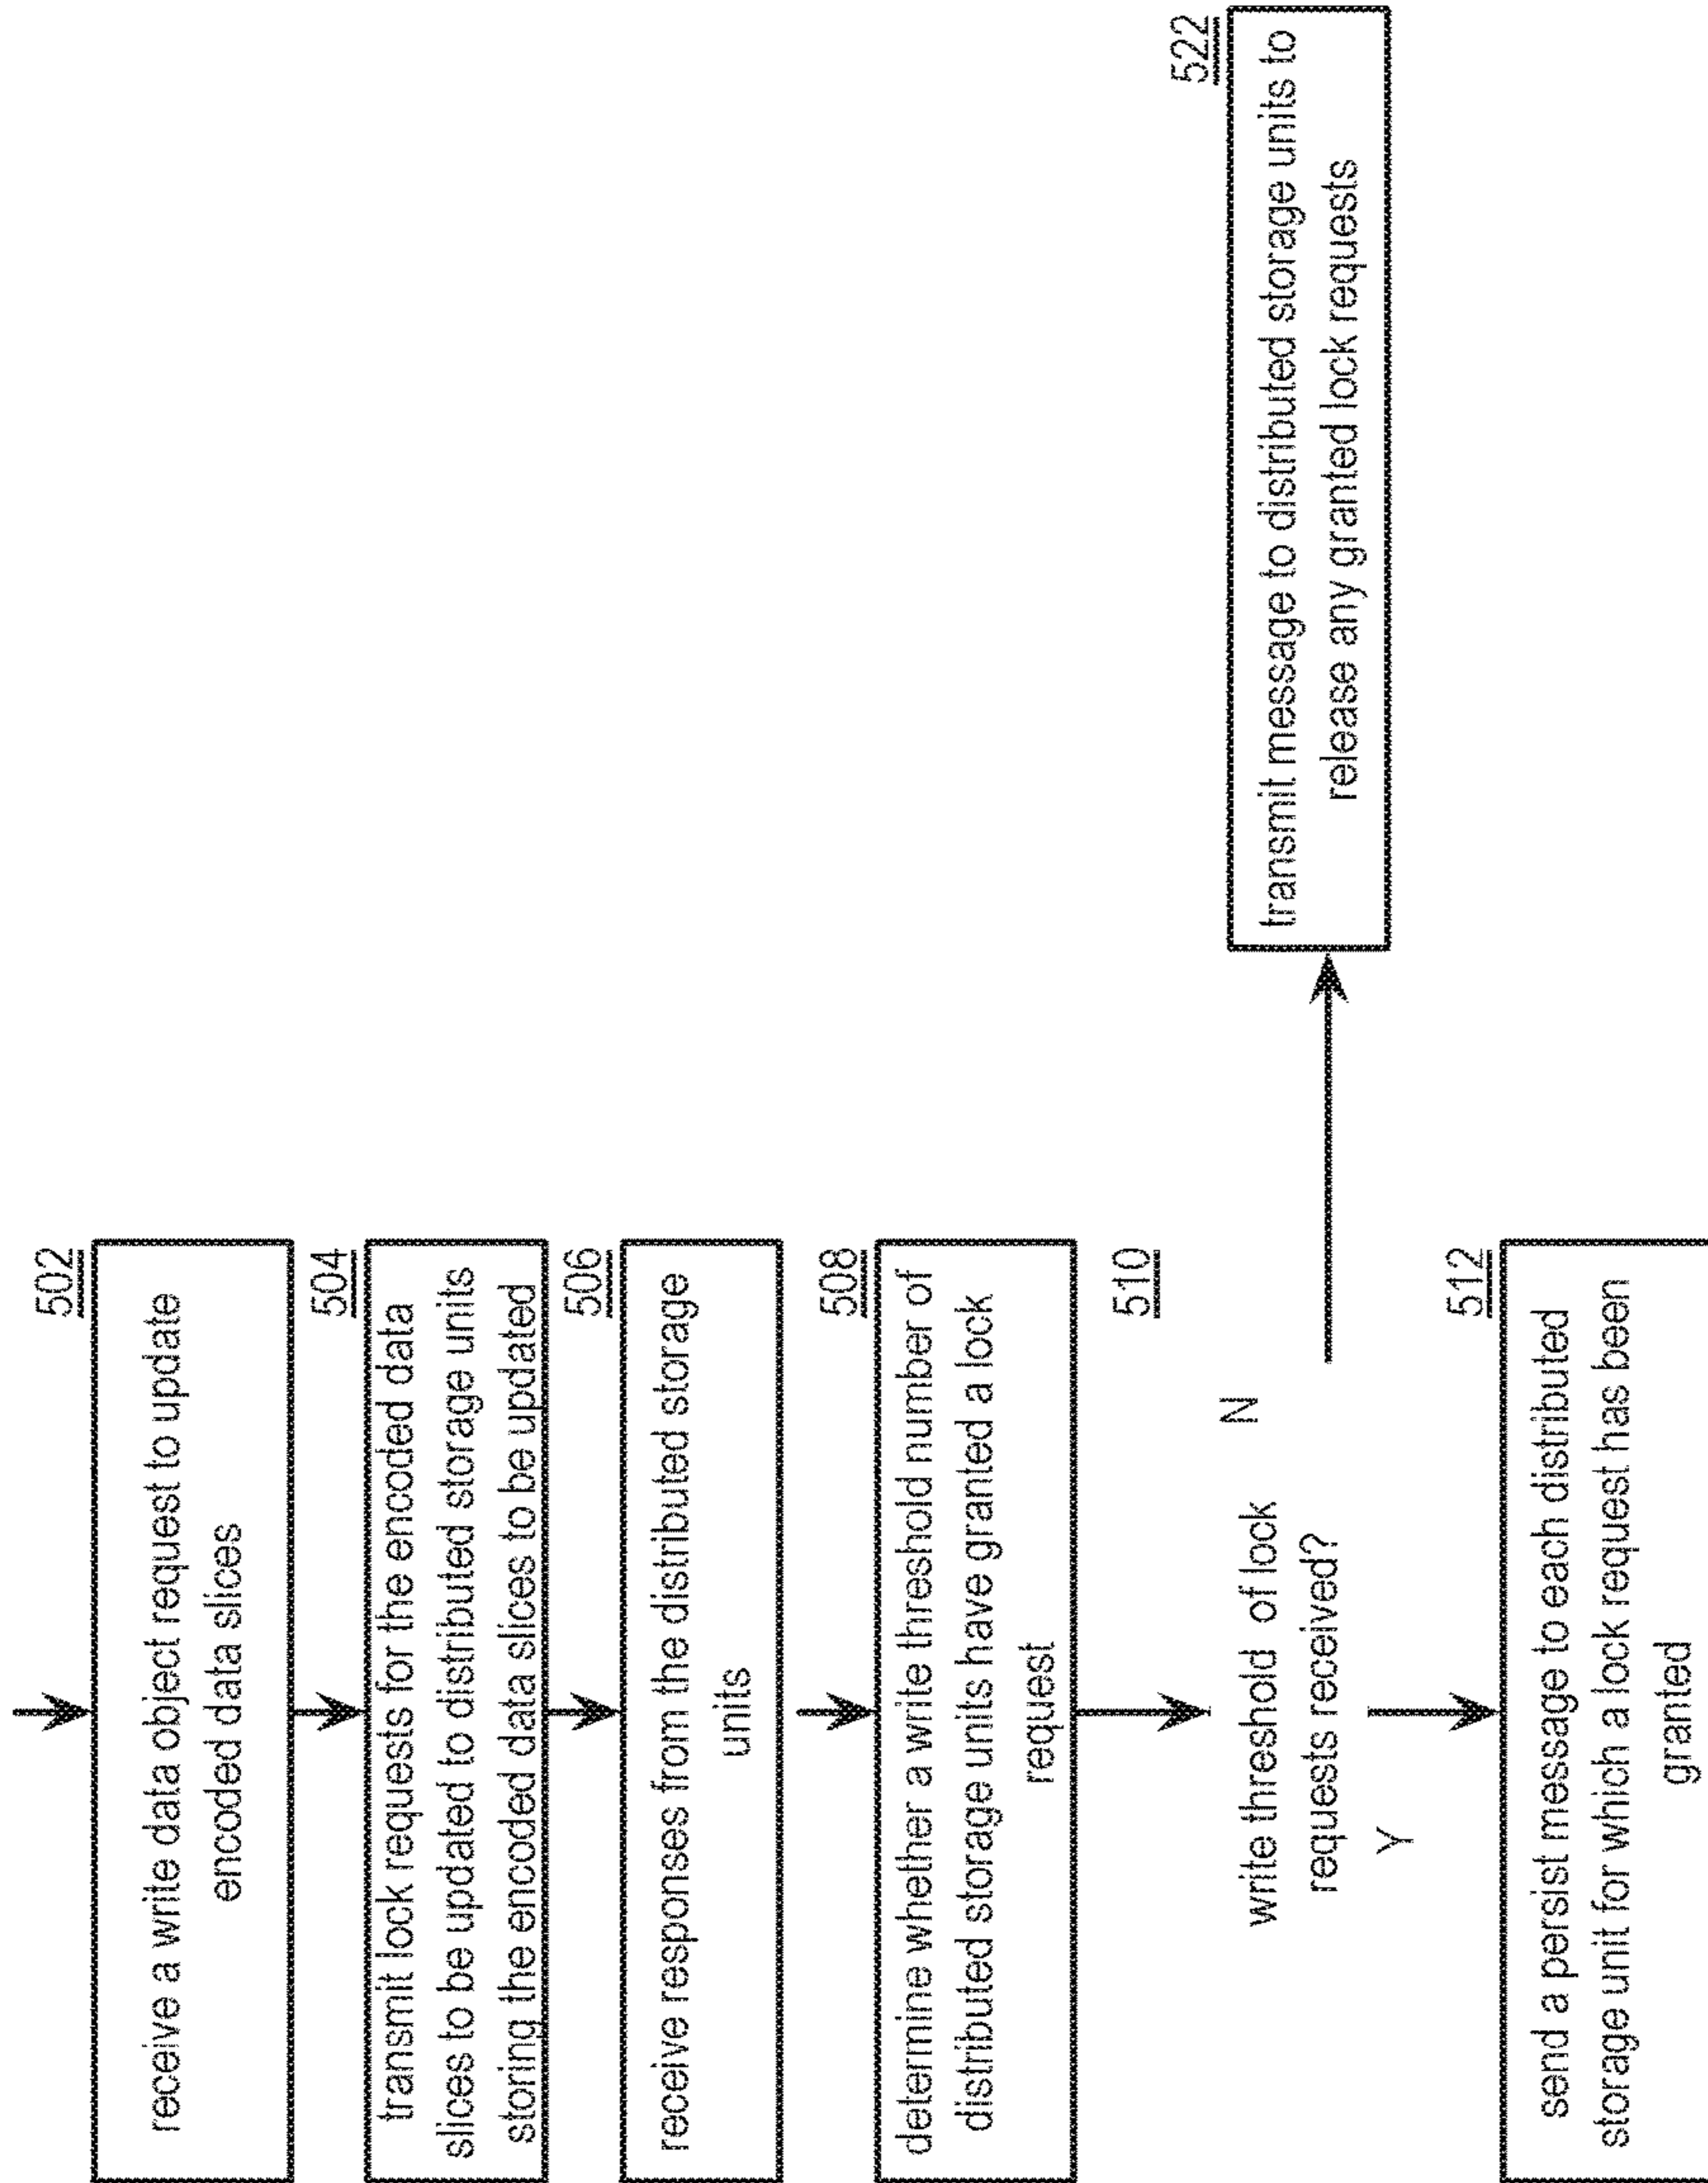 502
receive a write data object request to update
encoded data slices
504
transmit lock requests for the encoded data
slices to be updated to distributed storage units
storing the encoded data slices to be updated
506
receive responses from the distributed storage
units
508
determine whether a write threshold number of
distributed storage units have granted a lock
request
510
write threshold of lock
requests received?
N
Y
522
transmit message to distributed storage units to
release any granted lock requests
512
send a persist message to each distributed
storage unit for which a lock request has been
granted